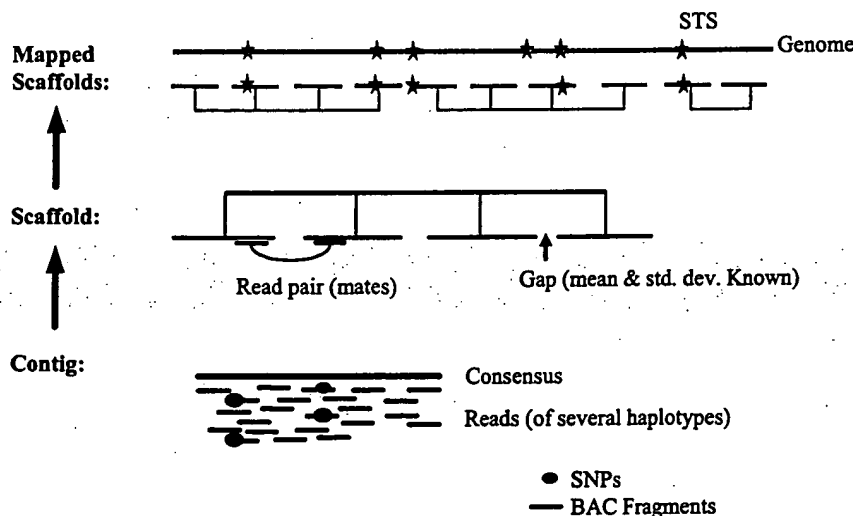 STS
Genome
Mapped
Scaffolds:
Scaffold:
Read pair (mates)
Gap (mean & std. dev. Known)
Contig:
Consensus
Reads (of several haplotypes)
SNPs
BAC Fragments